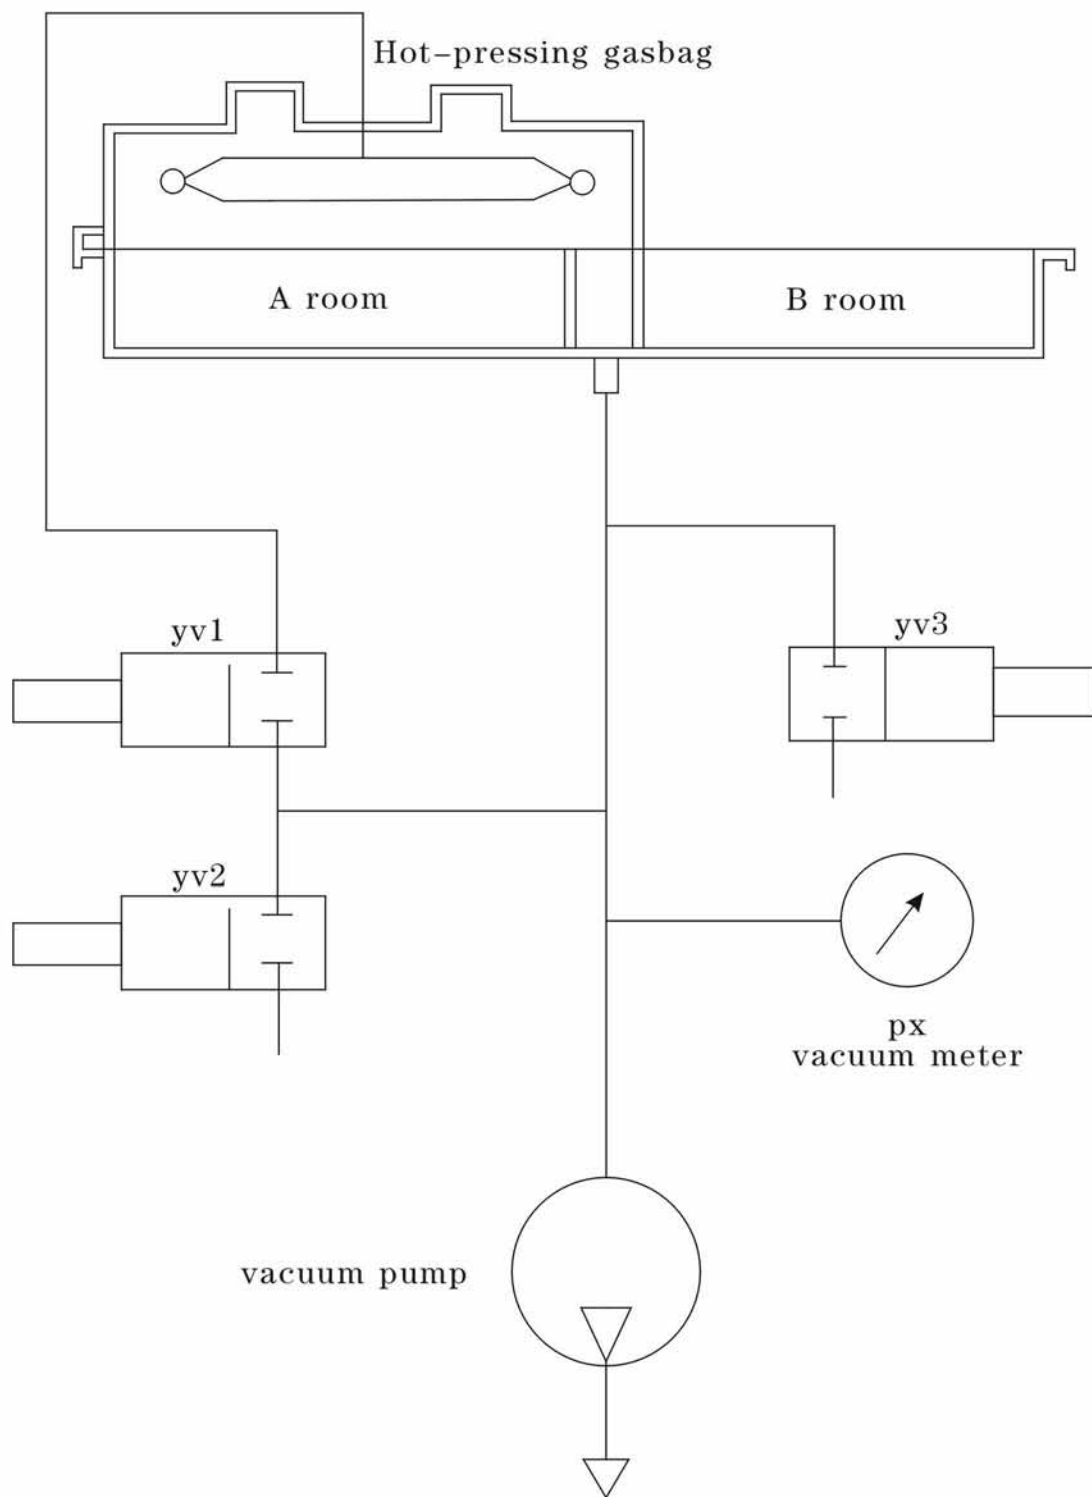 Hot-pressing gasbag
A room
B room
yv1
yv3
yv2
px
vacuum meter
vacuum pump